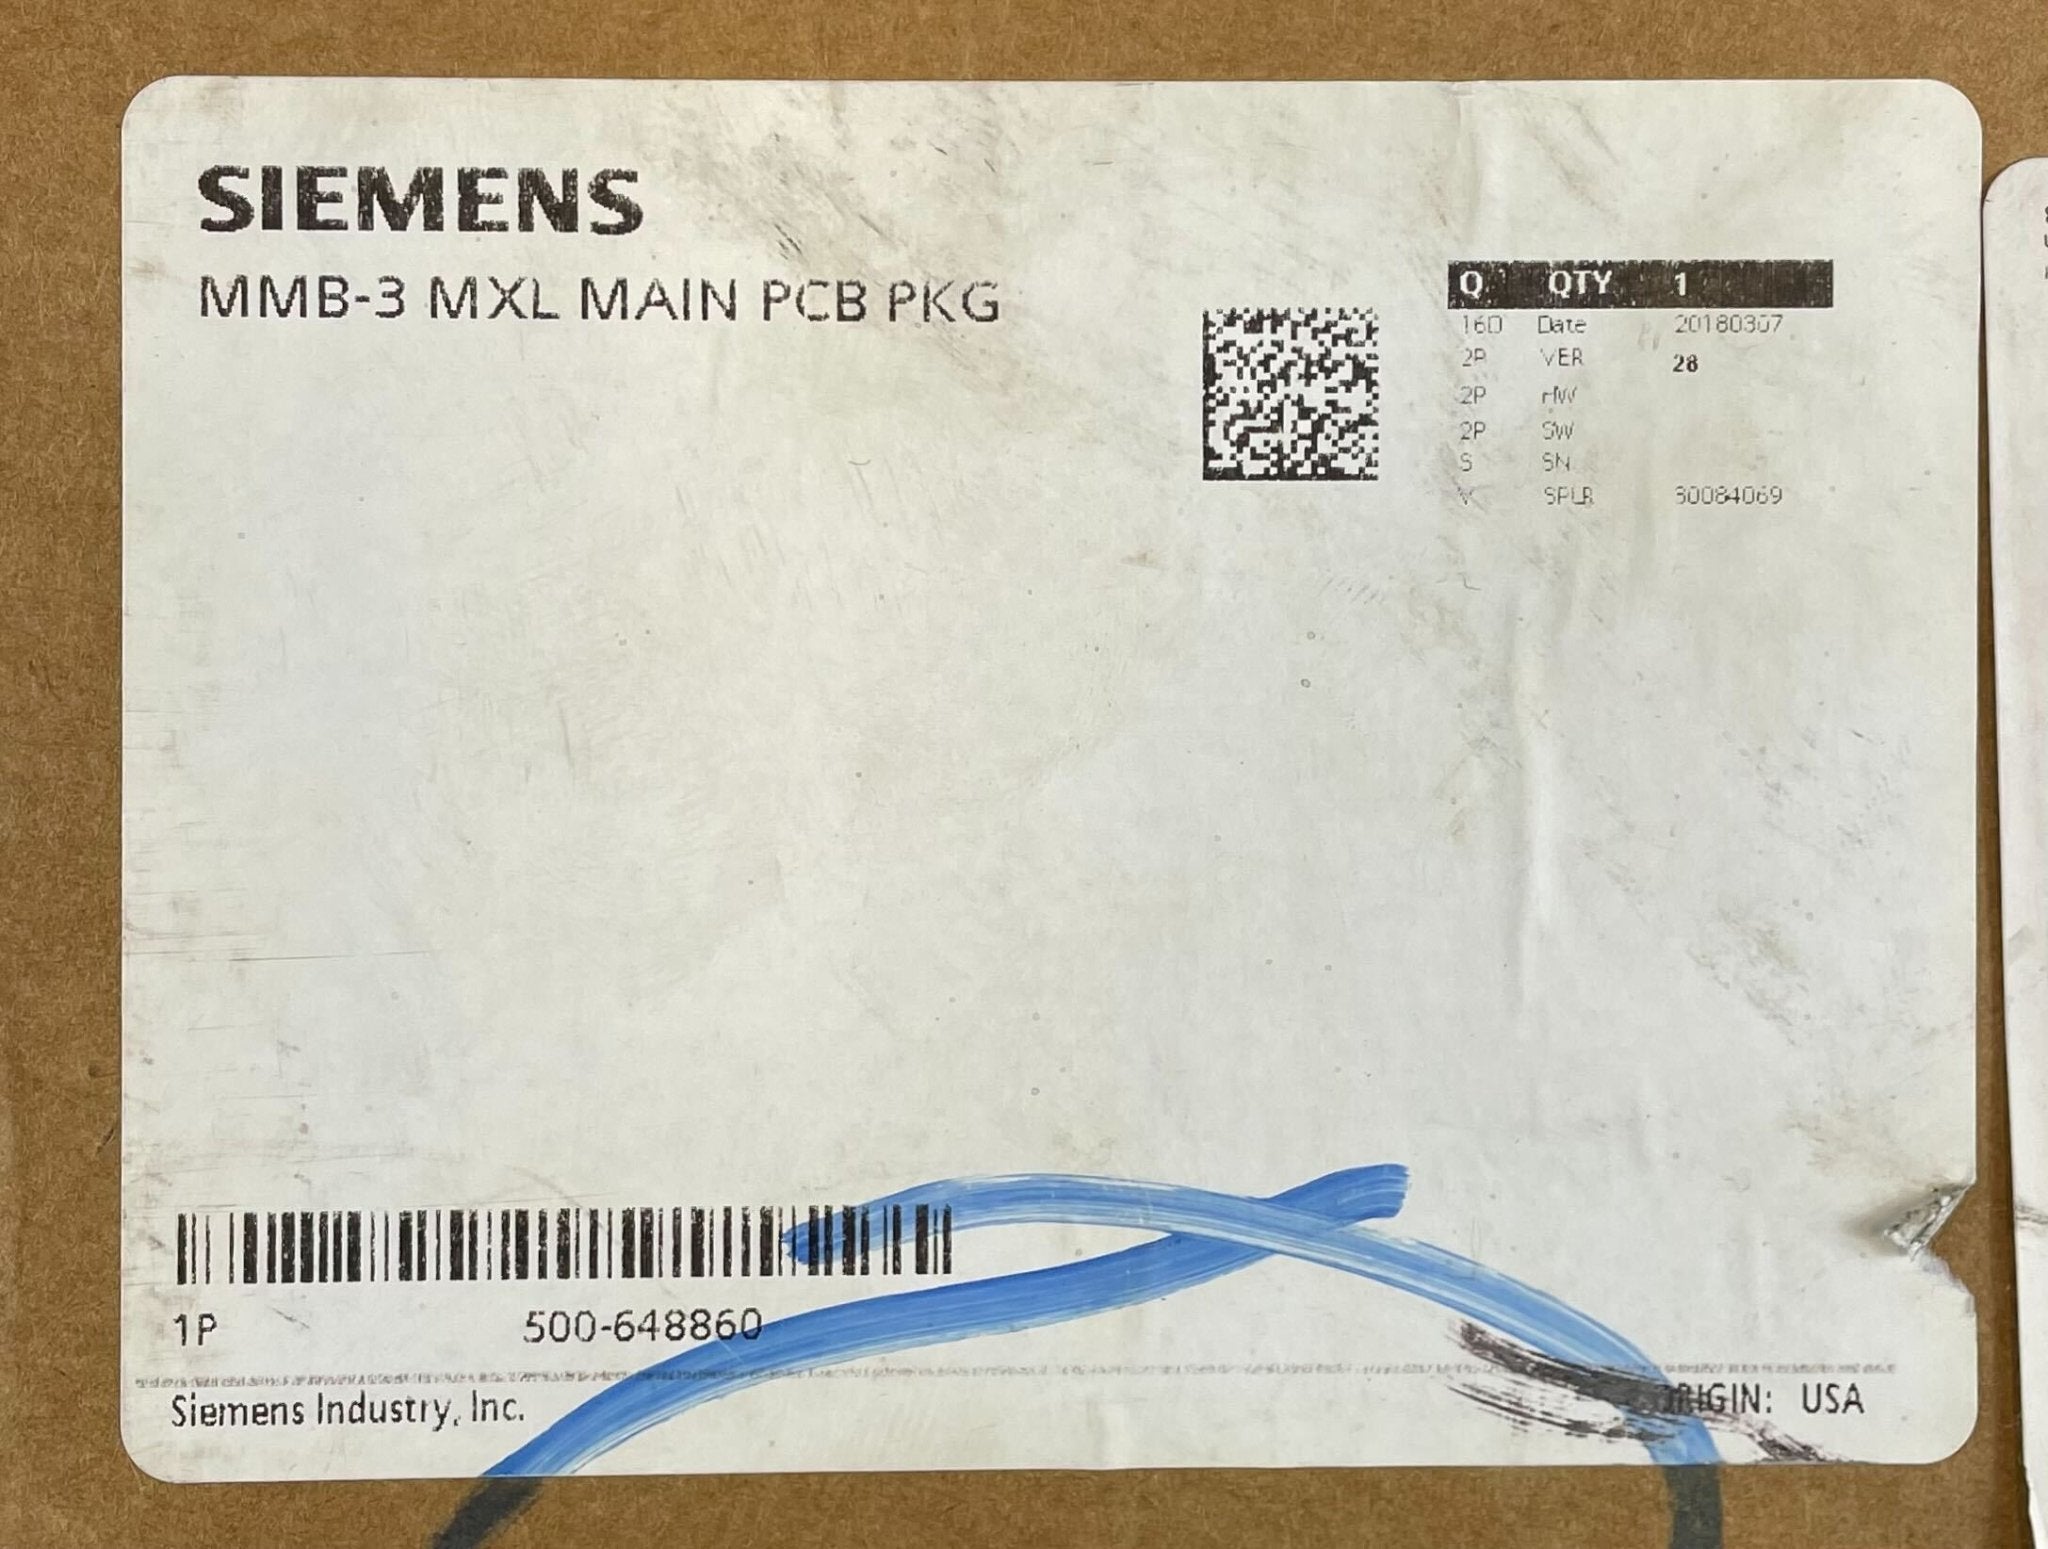 SIEMENS
MMB-3 MXL MAIN PCB PKG
Q QTY 1
16D Date 20180307
2P VER 28
2P HW
2P SW
S SN
V SPLR 30084069
1P 500-648860
Siemens Industry, Inc.
ORIGIN: USA